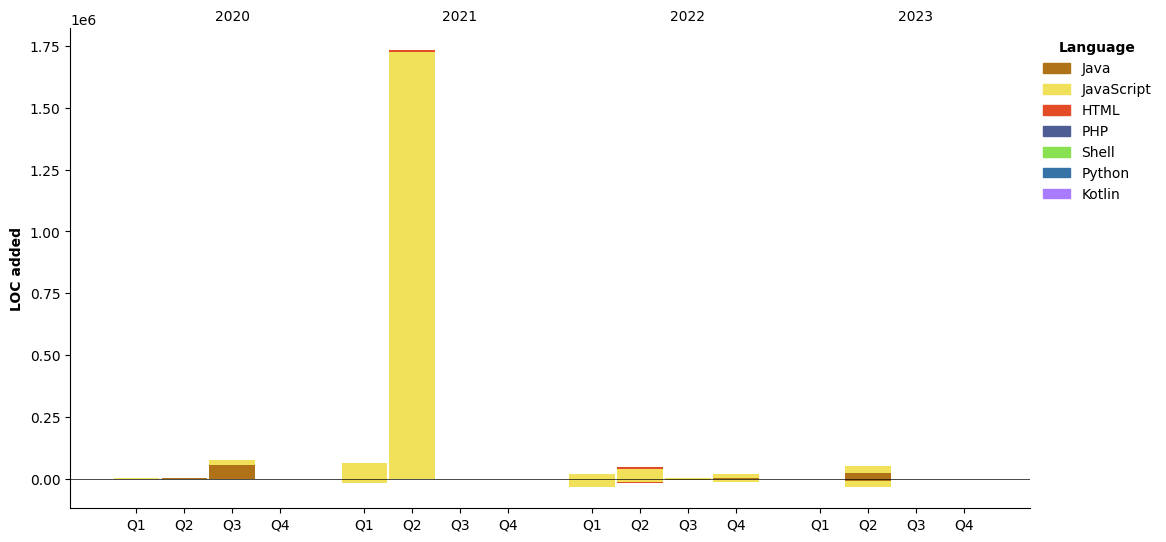 2020 2021 2022 2023
1e6
1.75
1.50
1.25
1.00
0.75
0.50
0.25
0.00
LOC added
Q1 Q2 Q3 Q4 Q1 Q2 Q3 Q4 Q1 Q2 Q3 Q4 Q1 Q2 Q3 Q4
Language
Java
JavaScript
HTML
PHP
Shell
Python
Kotlin